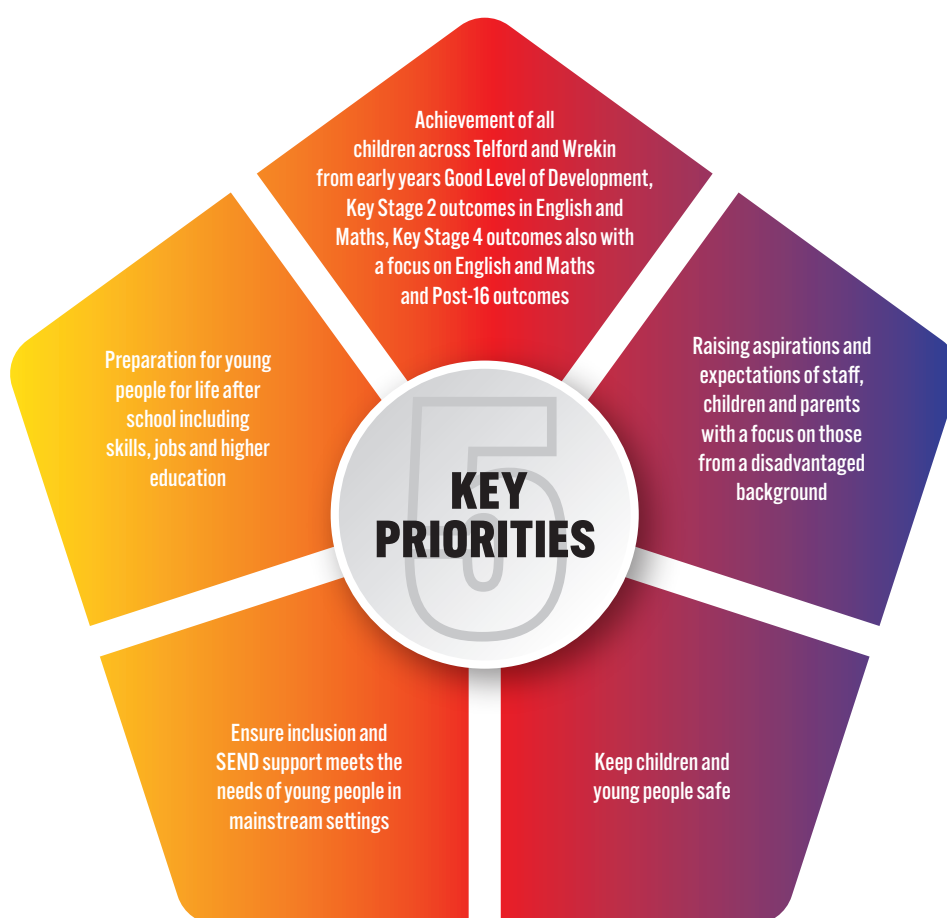 Achievement of all
children across Telford and Wrekin
from early years Good Level of Development,
Key Stage 2 outcomes in English and
Maths, Key Stage 4 outcomes also with
a focus on English and Maths
and Post-16 outcomes
Raising aspirations and
expectations of staff,
children and parents
with a focus on those
from a disadvantaged
background
Keep children and
young people safe
Ensure inclusion and
SEND support meets the
needs of young people in
mainstream settings
Preparation for young
people for life after
school including
skills, jobs and higher
education
5
KEY
PRIORITIES